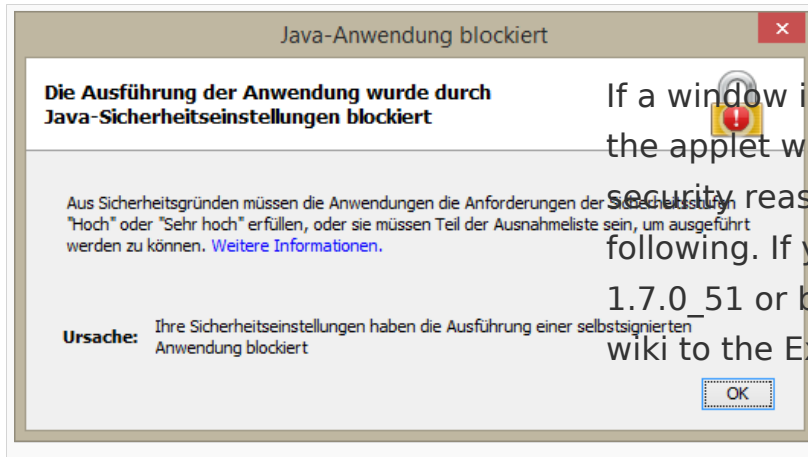 Java-Anwendung blockiert
Die Ausführung der Anwendung wurde durch
Java-Sicherheitseinstellungen blockiert
Aus Sicherheitsgründen müssen die Anwendungen die Anforderungen der Sicherheitsstufen
"Hoch" oder "Sehr hoch" erfüllen, oder sie müssen Teil der Ausnahmeliste sein, um ausgeführt
werden zu können. Weitere Informationen.
Ursache:
Ihre Sicherheitseinstellungen haben die Ausführung einer selbstsignierten
Anwendung blockiert
OK
If a window
the applet
security
following. If
1.7.0_51 or
wiki to the